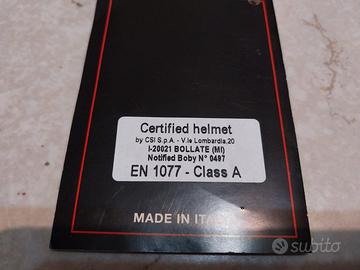 Certified helmet
by CSI S.p.A. - V.le Lombardia,20
I-20021 BOLLATE (MI)
Notified Boby N° 0497
EN 1077 - Class A
MADE IN ITALY
subito